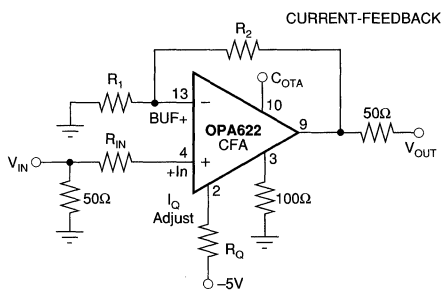 CURRENT-FEEDBACK
R2
COTA
R1
13
−
10
BUF+
OPA622
9
50Ω
CFA
VOUT
VIN
RIN
4
+
+In
3
2
50Ω
IQ
Adjust
100Ω
RQ
−5V